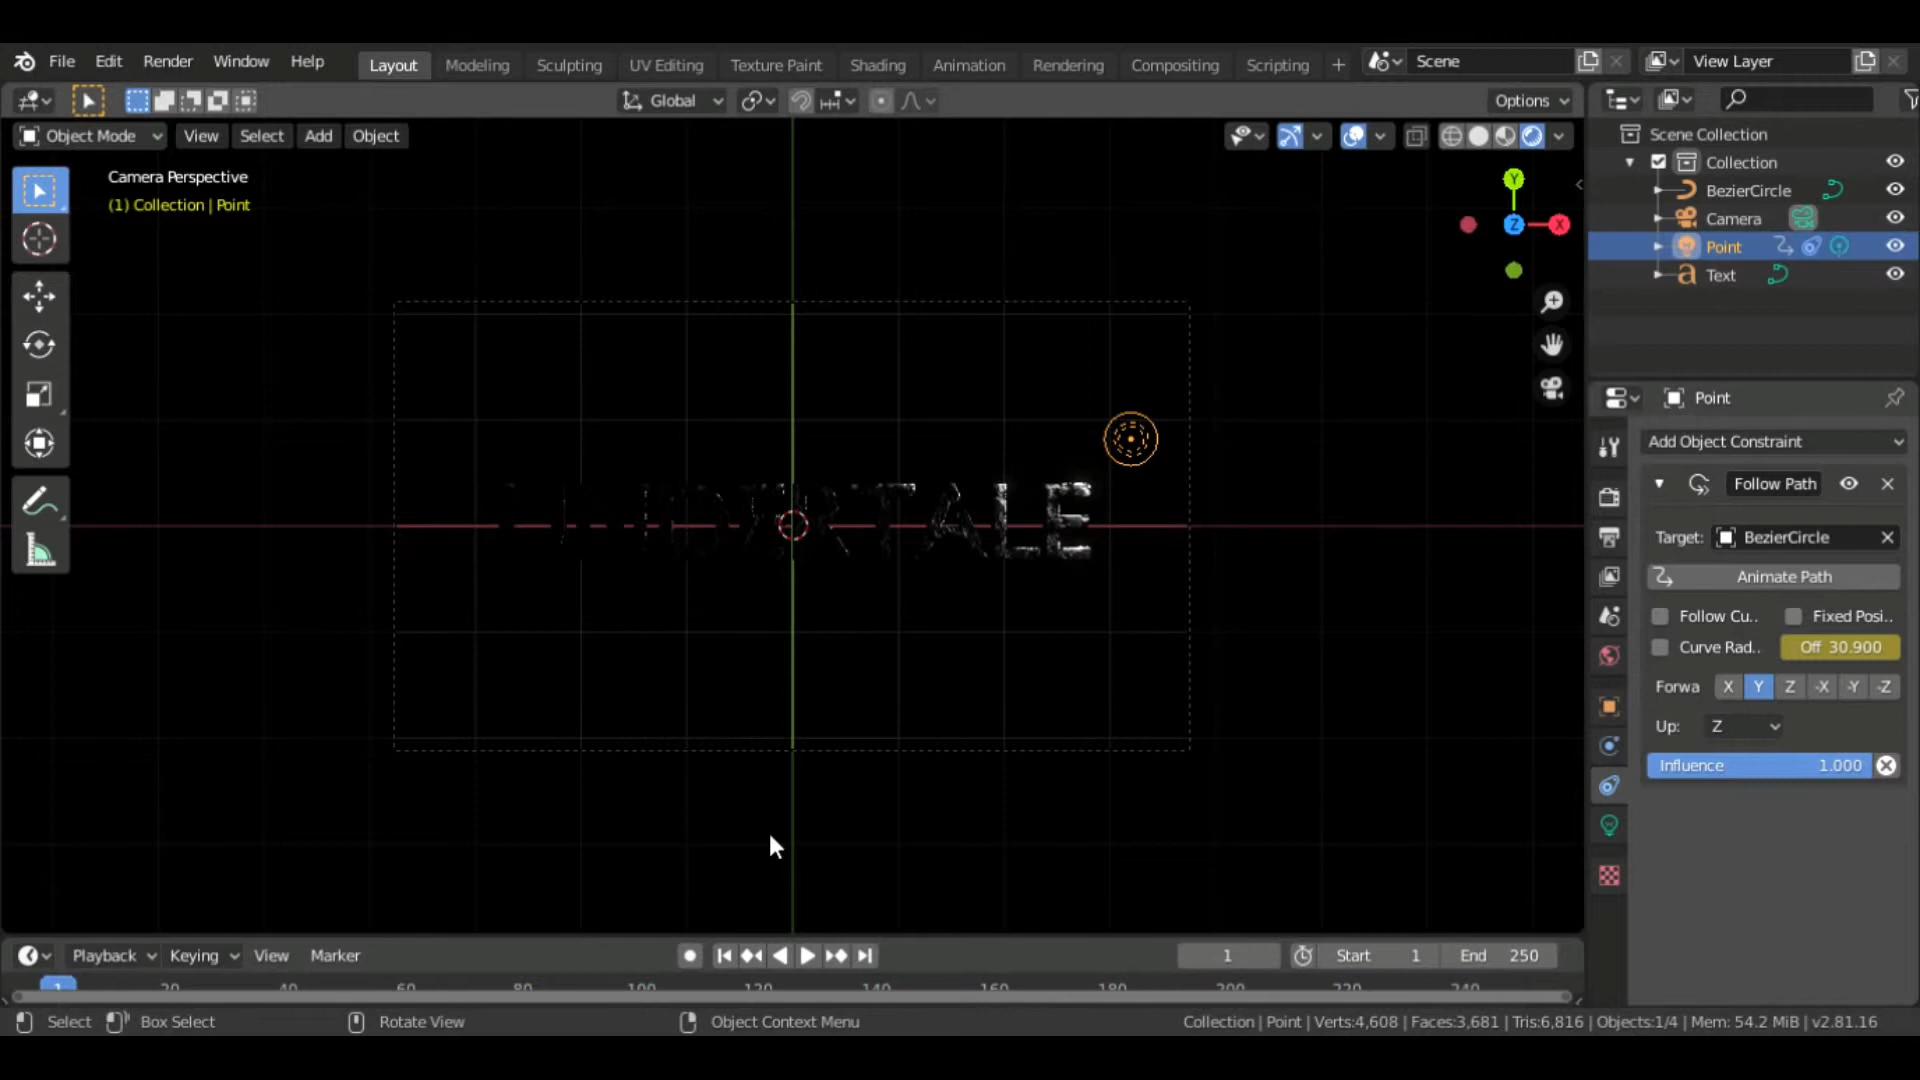 File Edit Render Window Help Layout Modeling Sculpting UV Editing Texture Paint Shading Animation Rendering Compositing Scripting + Scene View Layer
Global Options
Object Mode View Select Add Object
Scene Collection
Collection
BezierCircle
Camera
Point
Text
Camera Perspective
(1) Collection | Point
Y
Z X
UNDERTALE
Point
Add Object Constraint
Follow Path
Target: BezierCircle
Animate Path
Follow Cu.. Fixed Posi..
Curve Rad.. Off 30.900
Forwa X Y Z -X -Y -Z
Up: Z
Influence 1.000
Playback Keying View Marker 1 Start 1 End 250
1 20 40 60 80 100 120 140 160 180 200 220 240
Select Box Select Rotate View Object Context Menu Collection | Point | Verts:4,608 | Faces:3,681 | Tris:6,816 | Objects:1/4 | Mem: 54.2 MiB | v2.81.16